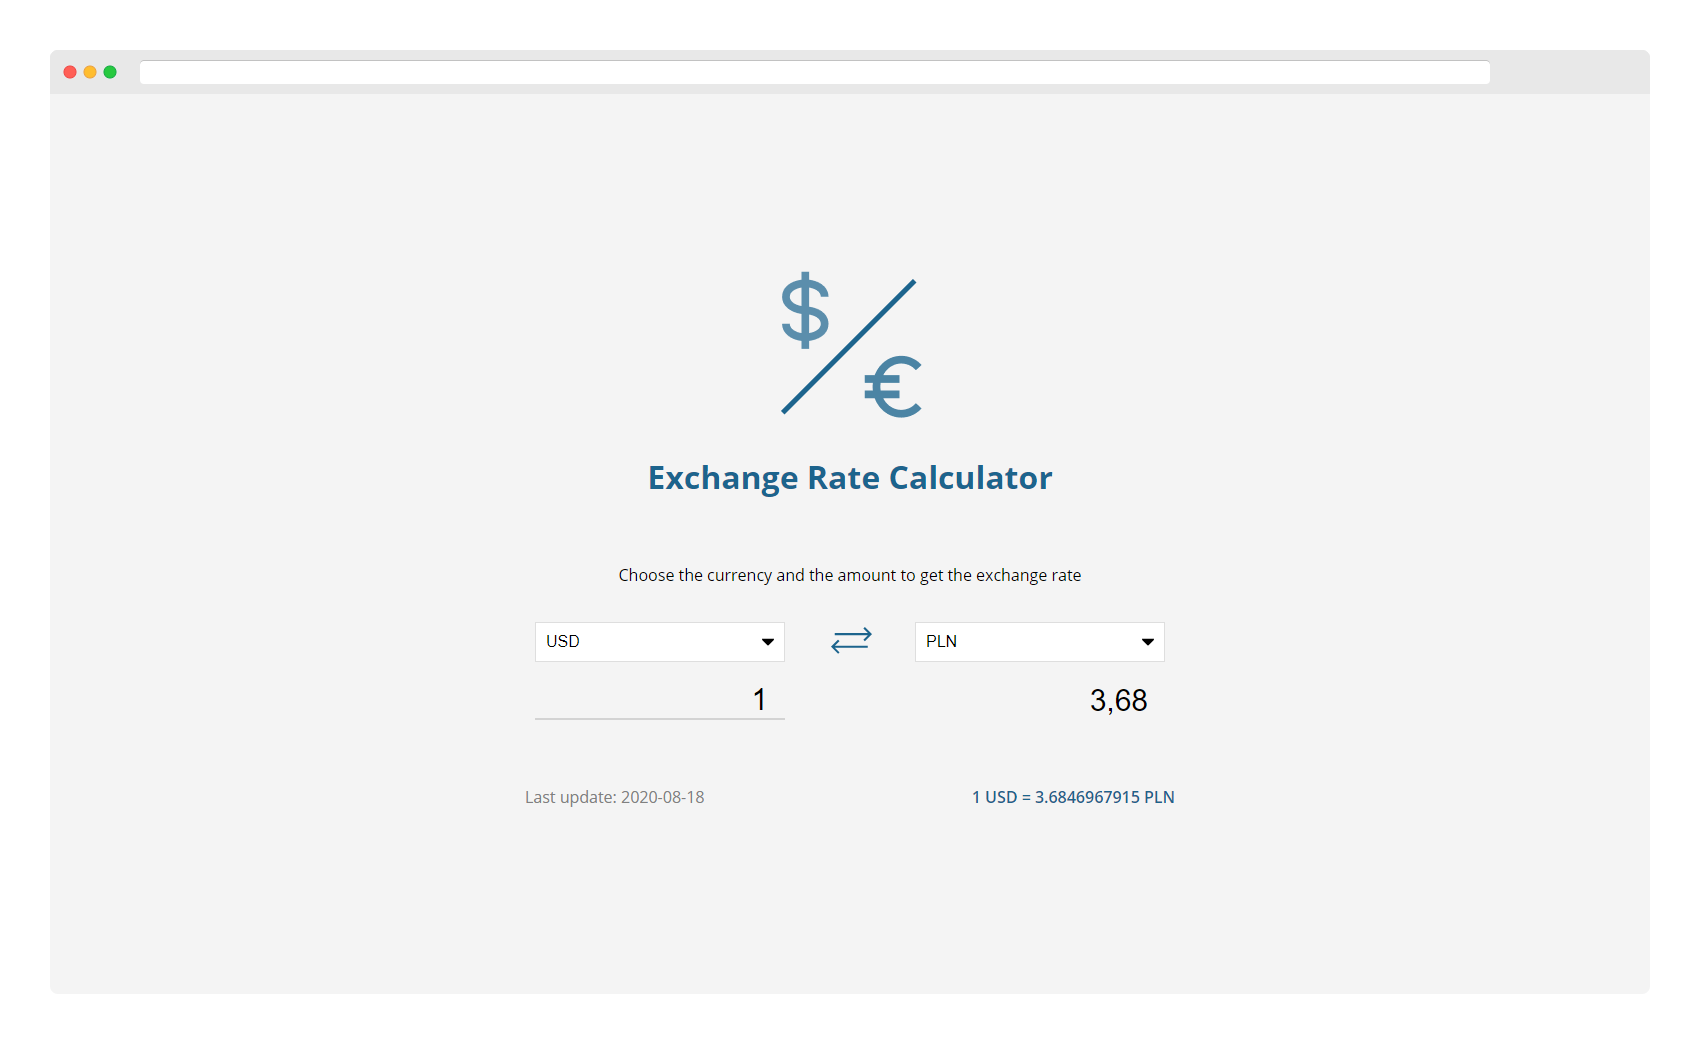 $
€
Exchange Rate Calculator
Choose the currency and the amount to get the exchange rate
USD
PLN
1
3,68
Last update: 2020-08-18
1 USD = 3.6846967915 PLN